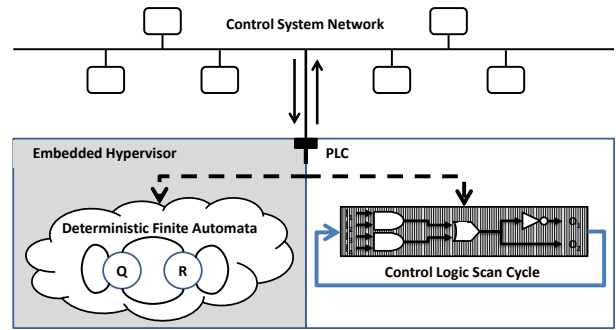 Control System Network
Embedded Hypervisor
PLC
Deterministic Finite Automata
Q
R
O1
O2
Control Logic Scan Cycle